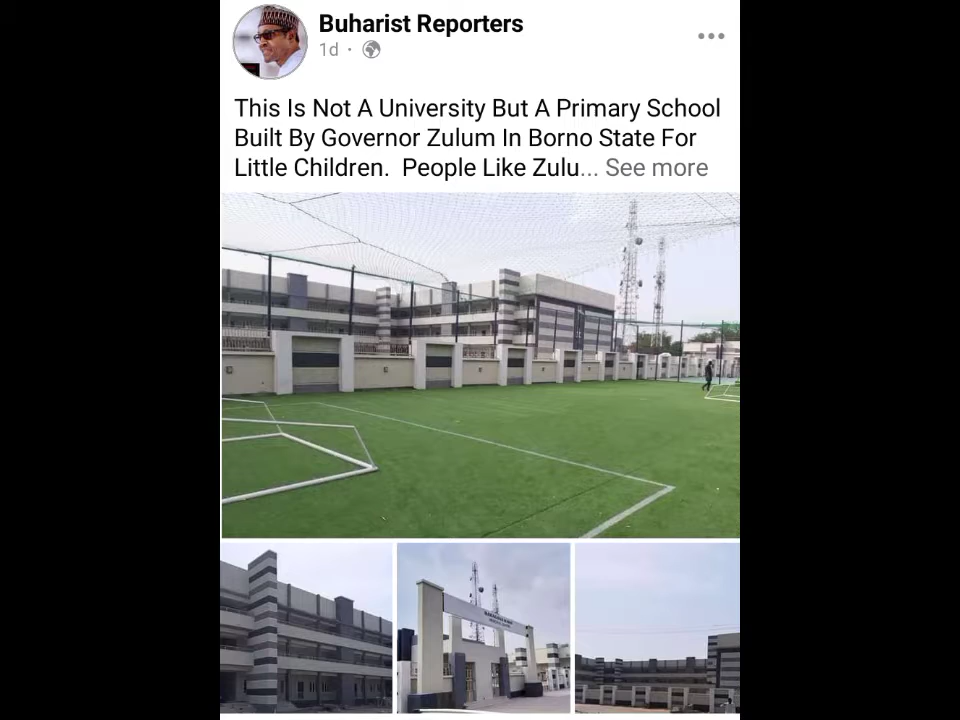 Buharist Reporters
1d ·
This Is Not A University But A Primary School
Built By Governor Zulum In Borno State For
Little Children. People Like Zulu... See more